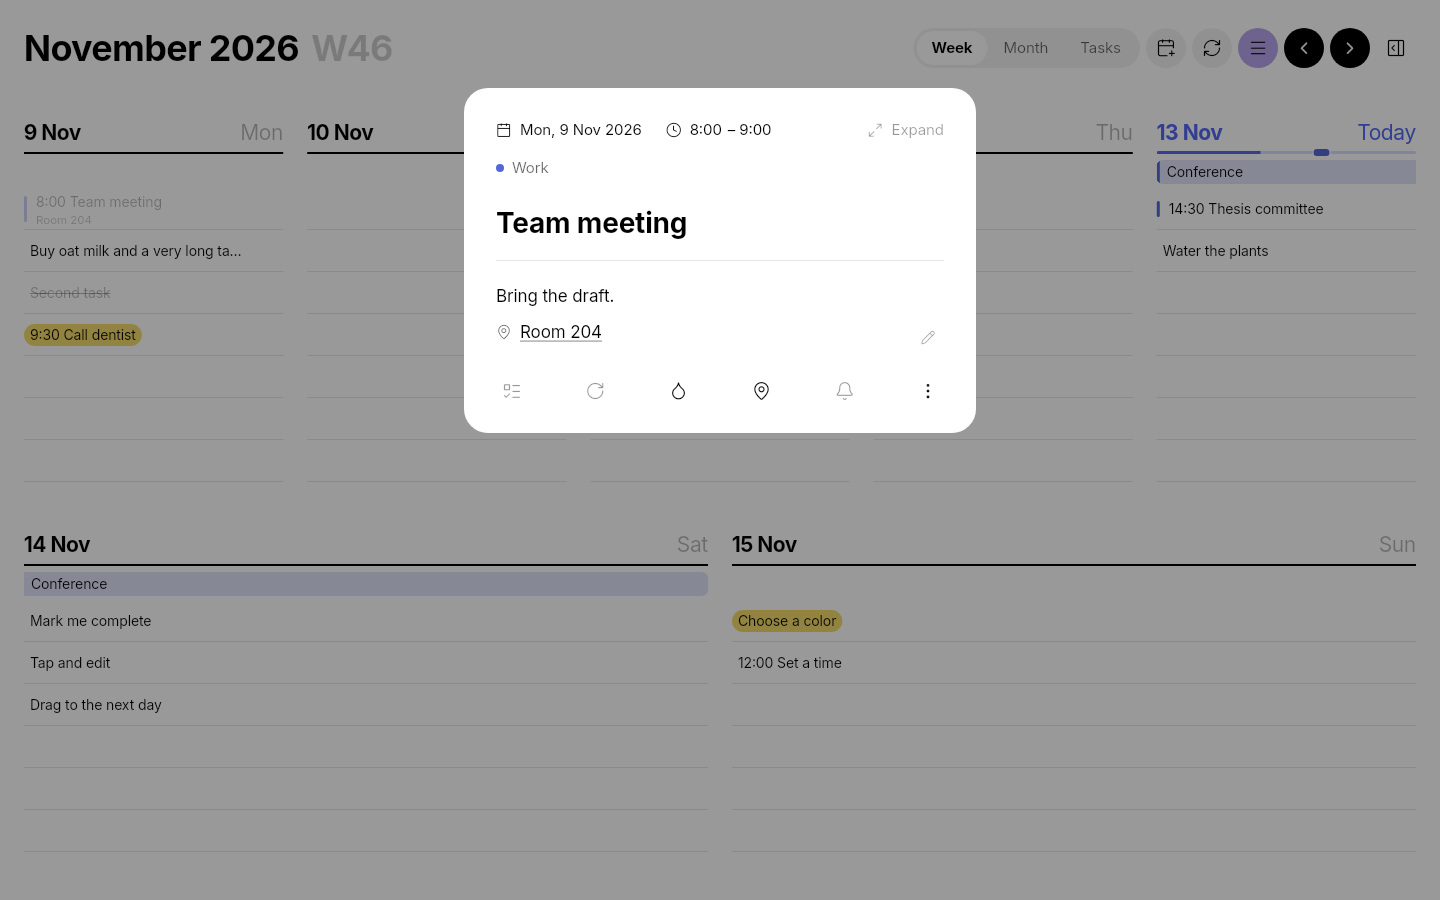 November 2026 W46
Week Month Tasks
9 Nov Mon
8:00 Team meeting
Room 204
Buy oat milk and a very long ta...
Second task
9:30 Call dentist
10 Nov
Thu
13 Nov Today
Conference
14:30 Thesis committee
Water the plants
Mon, 9 Nov 2026 8:00 – 9:00 Expand
Work
Team meeting
Bring the draft.
Room 204
14 Nov Sat
Conference
Mark me complete
Tap and edit
Drag to the next day
15 Nov Sun
Choose a color
12:00 Set a time